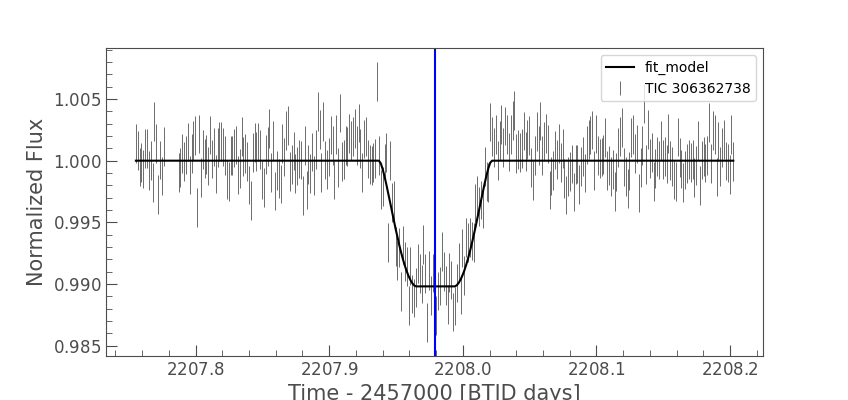 fit_model
TIC 306362738
Normalized Flux
1.005
1.000
0.995
0.990
0.985
2207.8 2207.9 2208.0 2208.1 2208.2
Time - 2457000 [BTJD days]